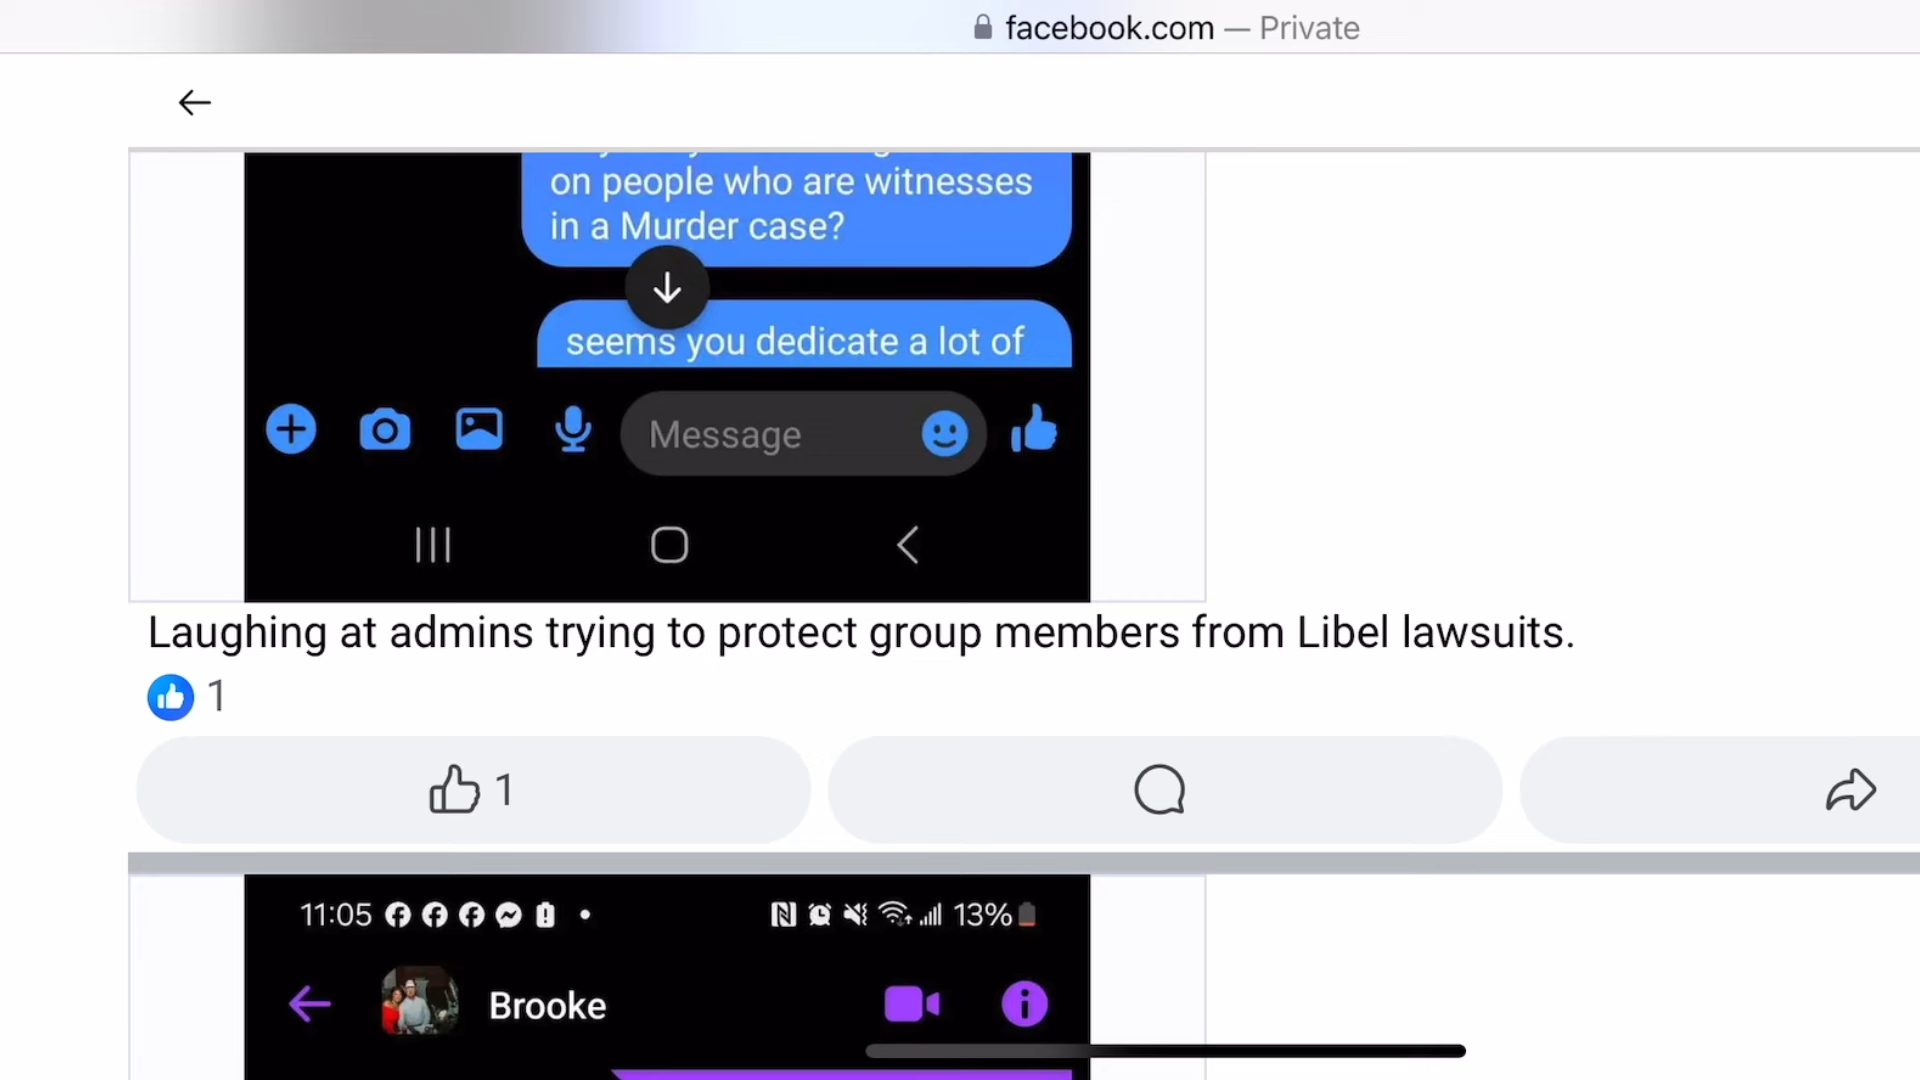 facebook.com — Private
on people who are witnesses
in a Murder case?
seems you dedicate a lot of
Message
Laughing at admins trying to protect group members from Libel lawsuits.
1
1
11:05 13%
Brooke